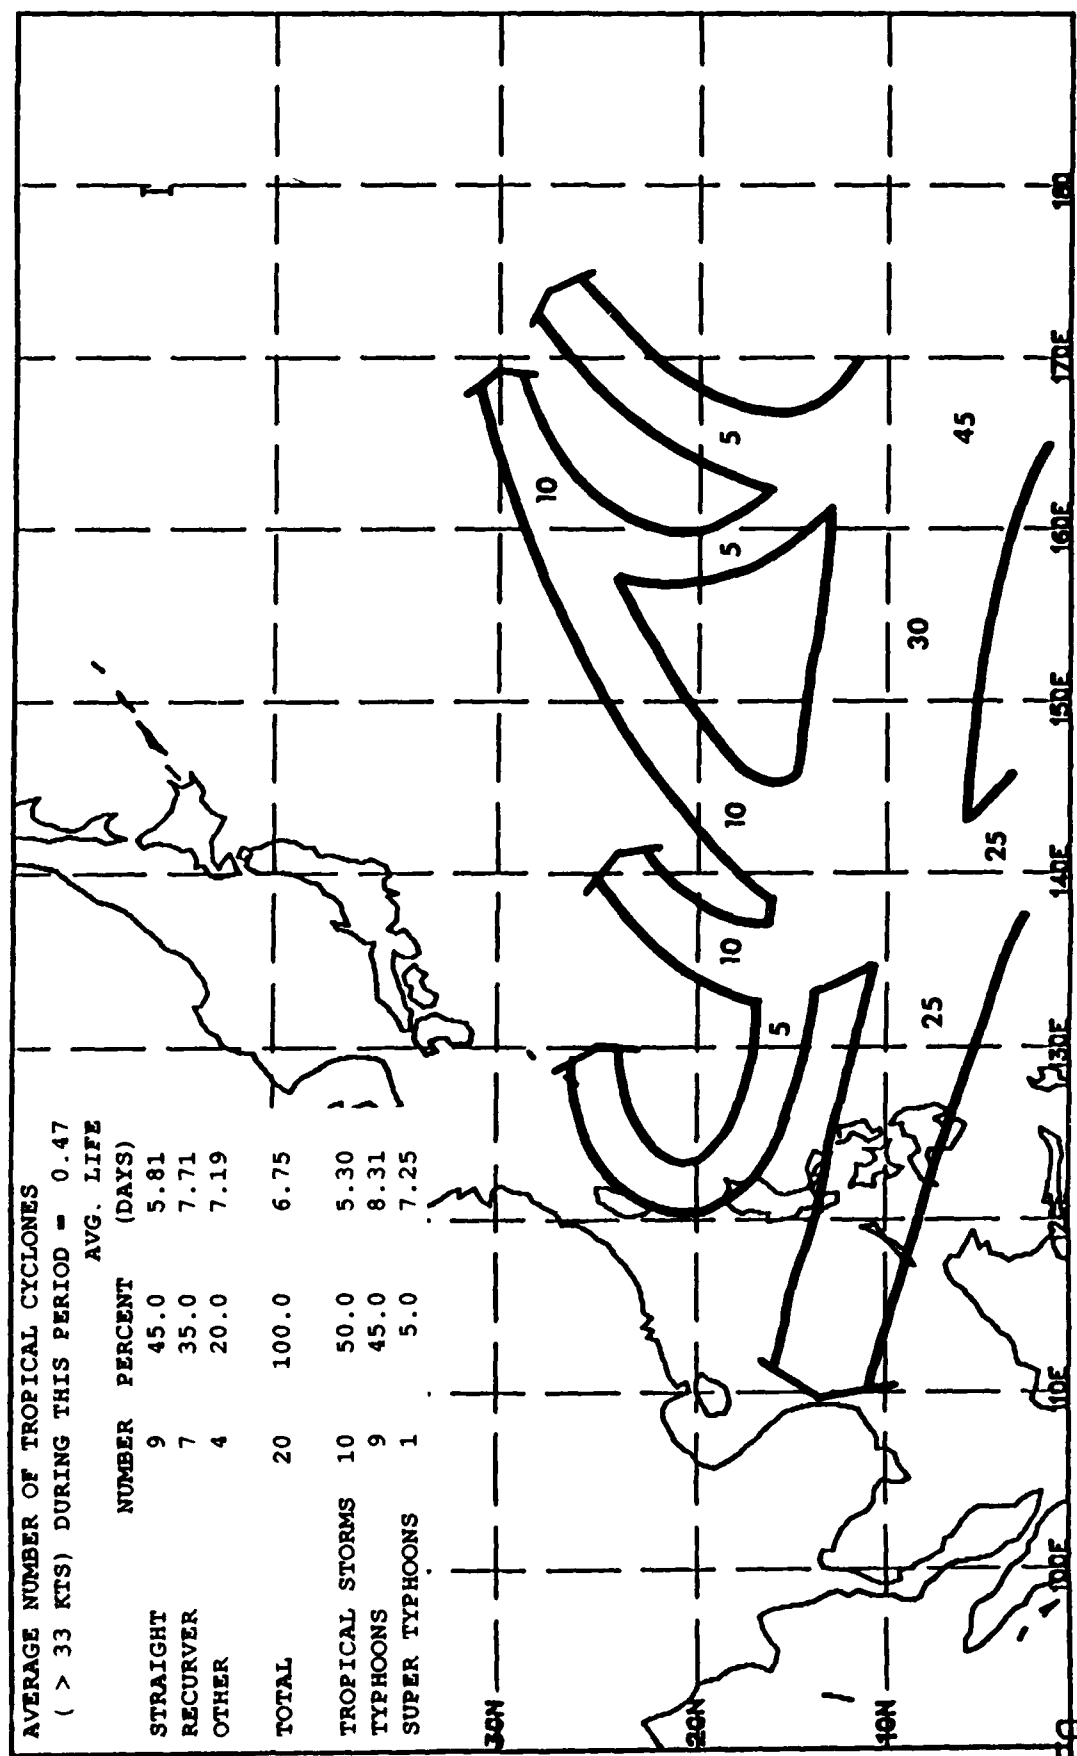 AVERAGE NUMBER OF TROPICAL CYCLONES
( > 33 KTS) DURING THIS PERIOD = 0.47
AVG. LIFE
NUMBER PERCENT (DAYS)
STRAIGHT 9 45.0 5.81
RECURVER 7 35.0 7.71
OTHER 4 20.0 7.19
TOTAL 20 100.0 6.75
TROPICAL STORMS 10 50.0 5.30
TYPHOONS 9 45.0 8.31
SUPER TYPHOONS 1 5.0 7.25
30N
10
20N
10 10 5 5
5
10N
25 30 45
25
100E 110E 120E 130E 140E 150E 160E 170E 180